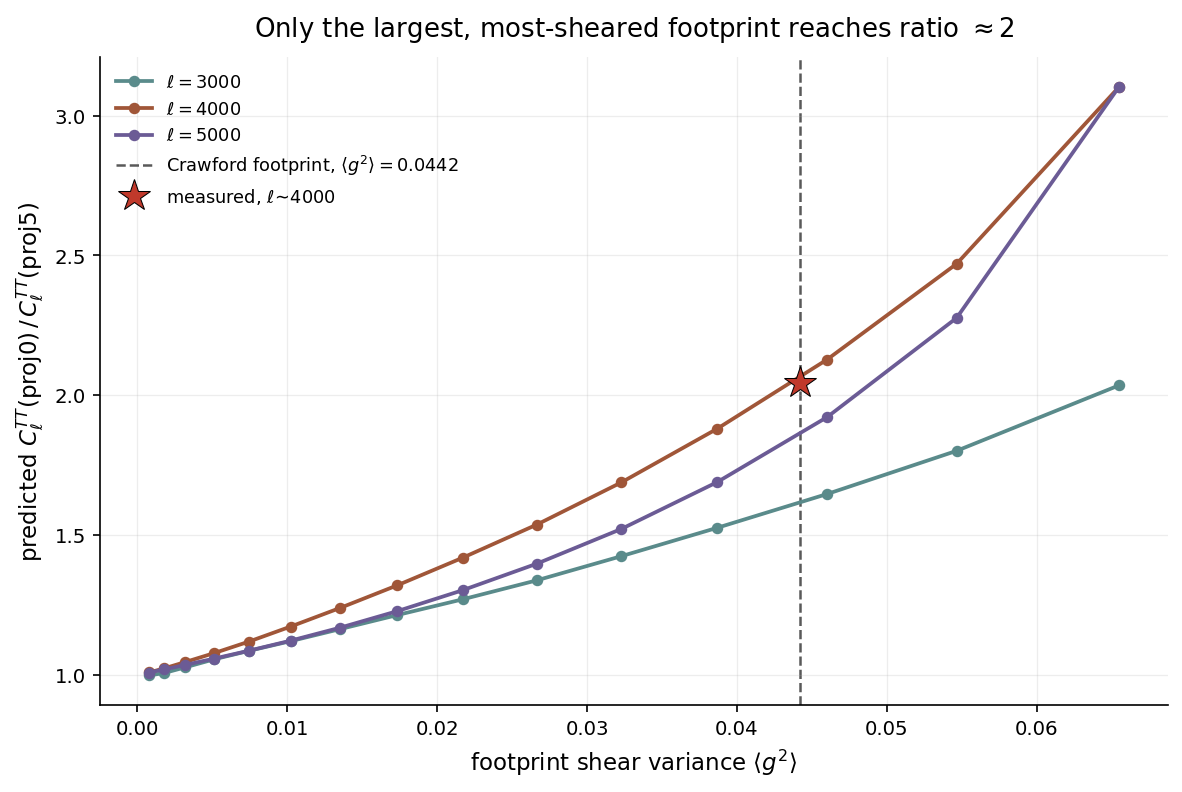 Only the largest, most-sheared footprint reaches ratio ≈2
ℓ = 3000
ℓ = 4000
ℓ = 5000
Crawford footprint, ⟨g²⟩ = 0.0442
measured, ℓ~4000
predicted C_ℓ^{TT}(proj0) / C_ℓ^{TT}(proj5)
3.0
2.5
2.0
1.5
1.0
0.00 0.01 0.02 0.03 0.04 0.05 0.06
footprint shear variance ⟨g²⟩